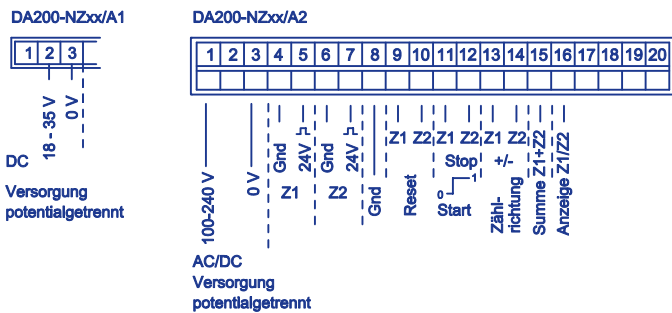 DA200-NZxx/A1
1 2 3
18 - 35 V
0 V
DC
Versorgung
potentialgetrennt
DA200-NZxx/A2
1 2 3 4 5 6 7 8 9 10 11 12 13 14 15 16 17 18 19 20
100-240 V
0 V
Gnd
24V
Z1
Gnd
24V
Z2
Gnd
Z1 Z2
Reset
Z1 Z2
Stop
0 1
Start
Z1 Z2
+/-
Zähl-
richtung
Summe Z1+Z2
Anzeige Z1/Z2
AC/DC
Versorgung
potentialgetrennt